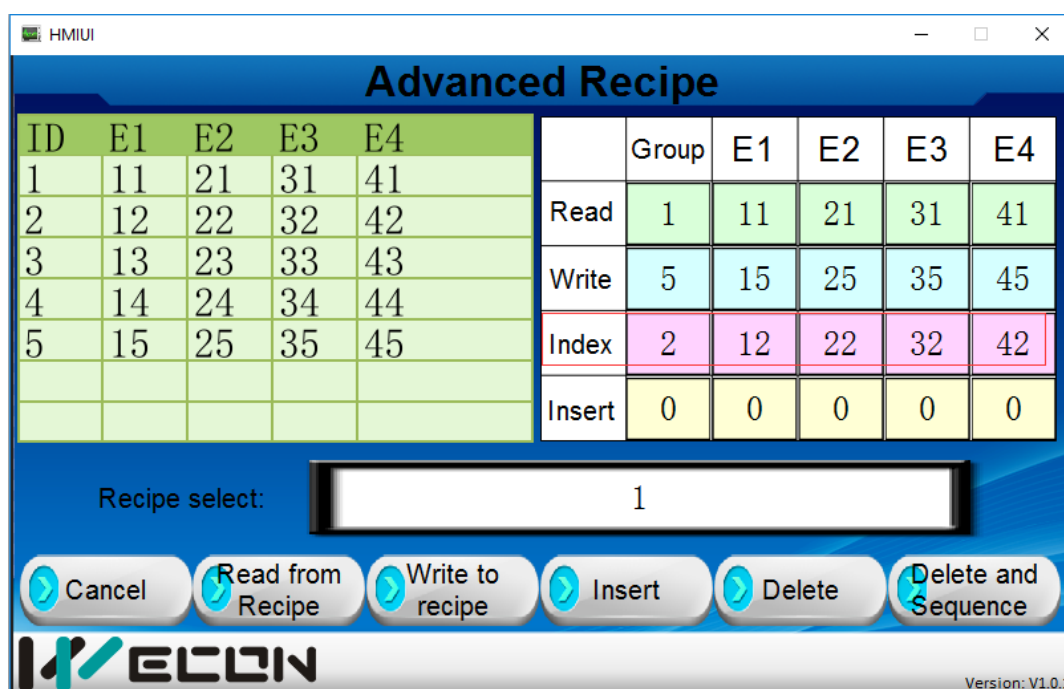 HMIUI
Advanced Recipe
ID E1 E2 E3 E4
1 11 21 31 41
2 12 22 32 42
3 13 23 33 43
4 14 24 34 44
5 15 25 35 45
Group E1 E2 E3 E4
Read 1 11 21 31 41
Write 5 15 25 35 45
Index 2 12 22 32 42
Insert 0 0 0 0 0
Recipe select: 1
Cancel
Read from
Recipe
Write to
recipe
Insert
Delete
Delete and
Sequence
WECON
Version: V1.0